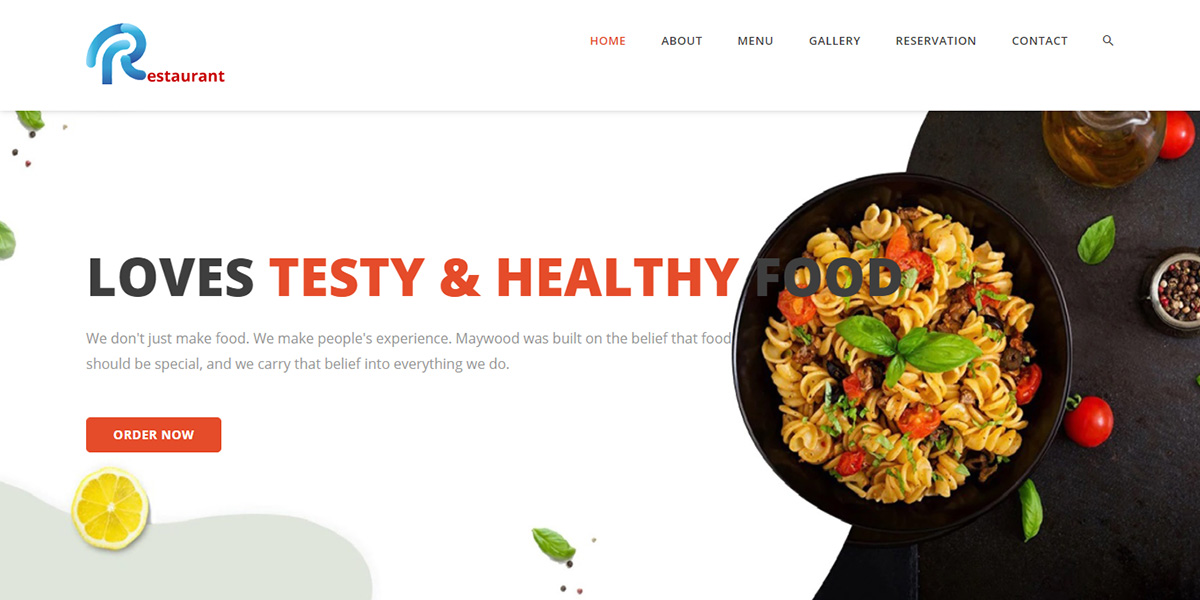 Restaurant
HOME ABOUT MENU GALLERY RESERVATION CONTACT
LOVES TESTY & HEALTHY FOOD
We don't just make food. We make people's experience. Maywood was built on the belief that food
should be special, and we carry that belief into everything we do.
ORDER NOW